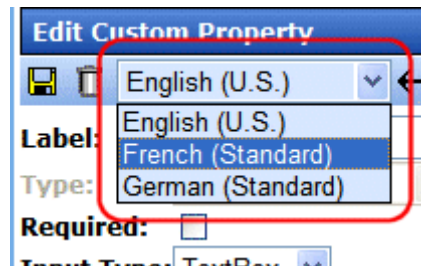 Edit Custom Property
English (U.S.)
English (U.S.)
Label:
French (Standard)
Type:
German (Standard)
Required:
Input Type: TextBox